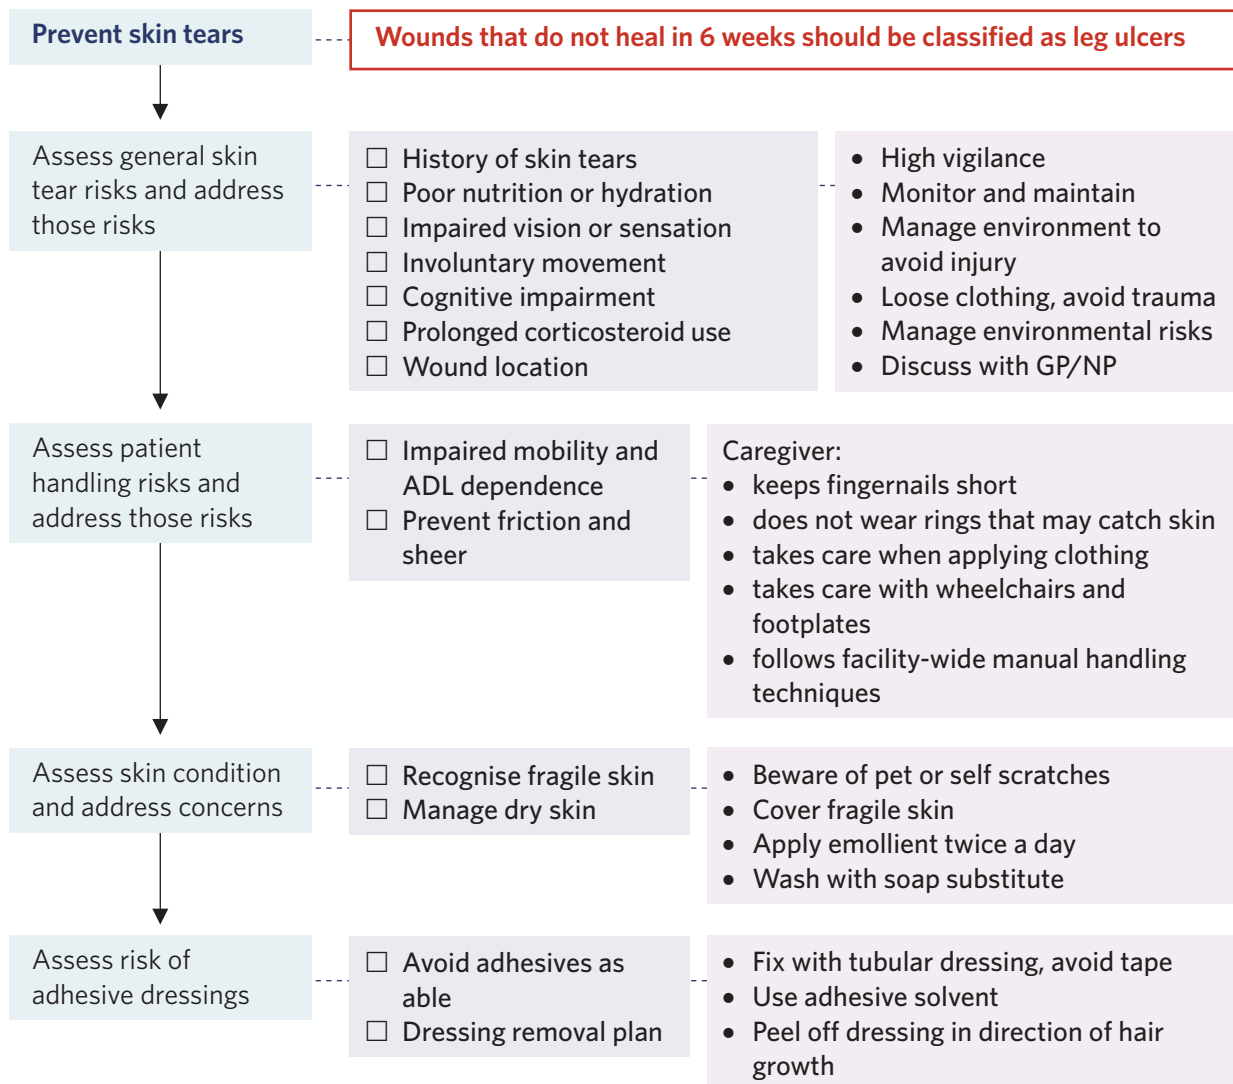 Prevent skin tears
Wounds that do not heal in 6 weeks should be classified as leg ulcers
Assess general skin
tear risks and address
those risks
☐ History of skin tears
☐ Poor nutrition or hydration
☐ Impaired vision or sensation
☐ Involuntary movement
☐ Cognitive impairment
☐ Prolonged corticosteroid use
☐ Wound location
• High vigilance
• Monitor and maintain
• Manage environment to
avoid injury
• Loose clothing, avoid trauma
• Manage environmental risks
• Discuss with GP/NP
Assess patient
handling risks and
address those risks
☐ Impaired mobility and
ADL dependence
☐ Prevent friction and
sheer
Caregiver:
• keeps fingernails short
• does not wear rings that may catch skin
• takes care when applying clothing
• takes care with wheelchairs and
footplates
• follows facility-wide manual handling
techniques
Assess skin condition
and address concerns
☐ Recognise fragile skin
☐ Manage dry skin
• Beware of pet or self scratches
• Cover fragile skin
• Apply emollient twice a day
• Wash with soap substitute
Assess risk of
adhesive dressings
☐ Avoid adhesives as
able
☐ Dressing removal plan
• Fix with tubular dressing, avoid tape
• Use adhesive solvent
• Peel off dressing in direction of hair
growth